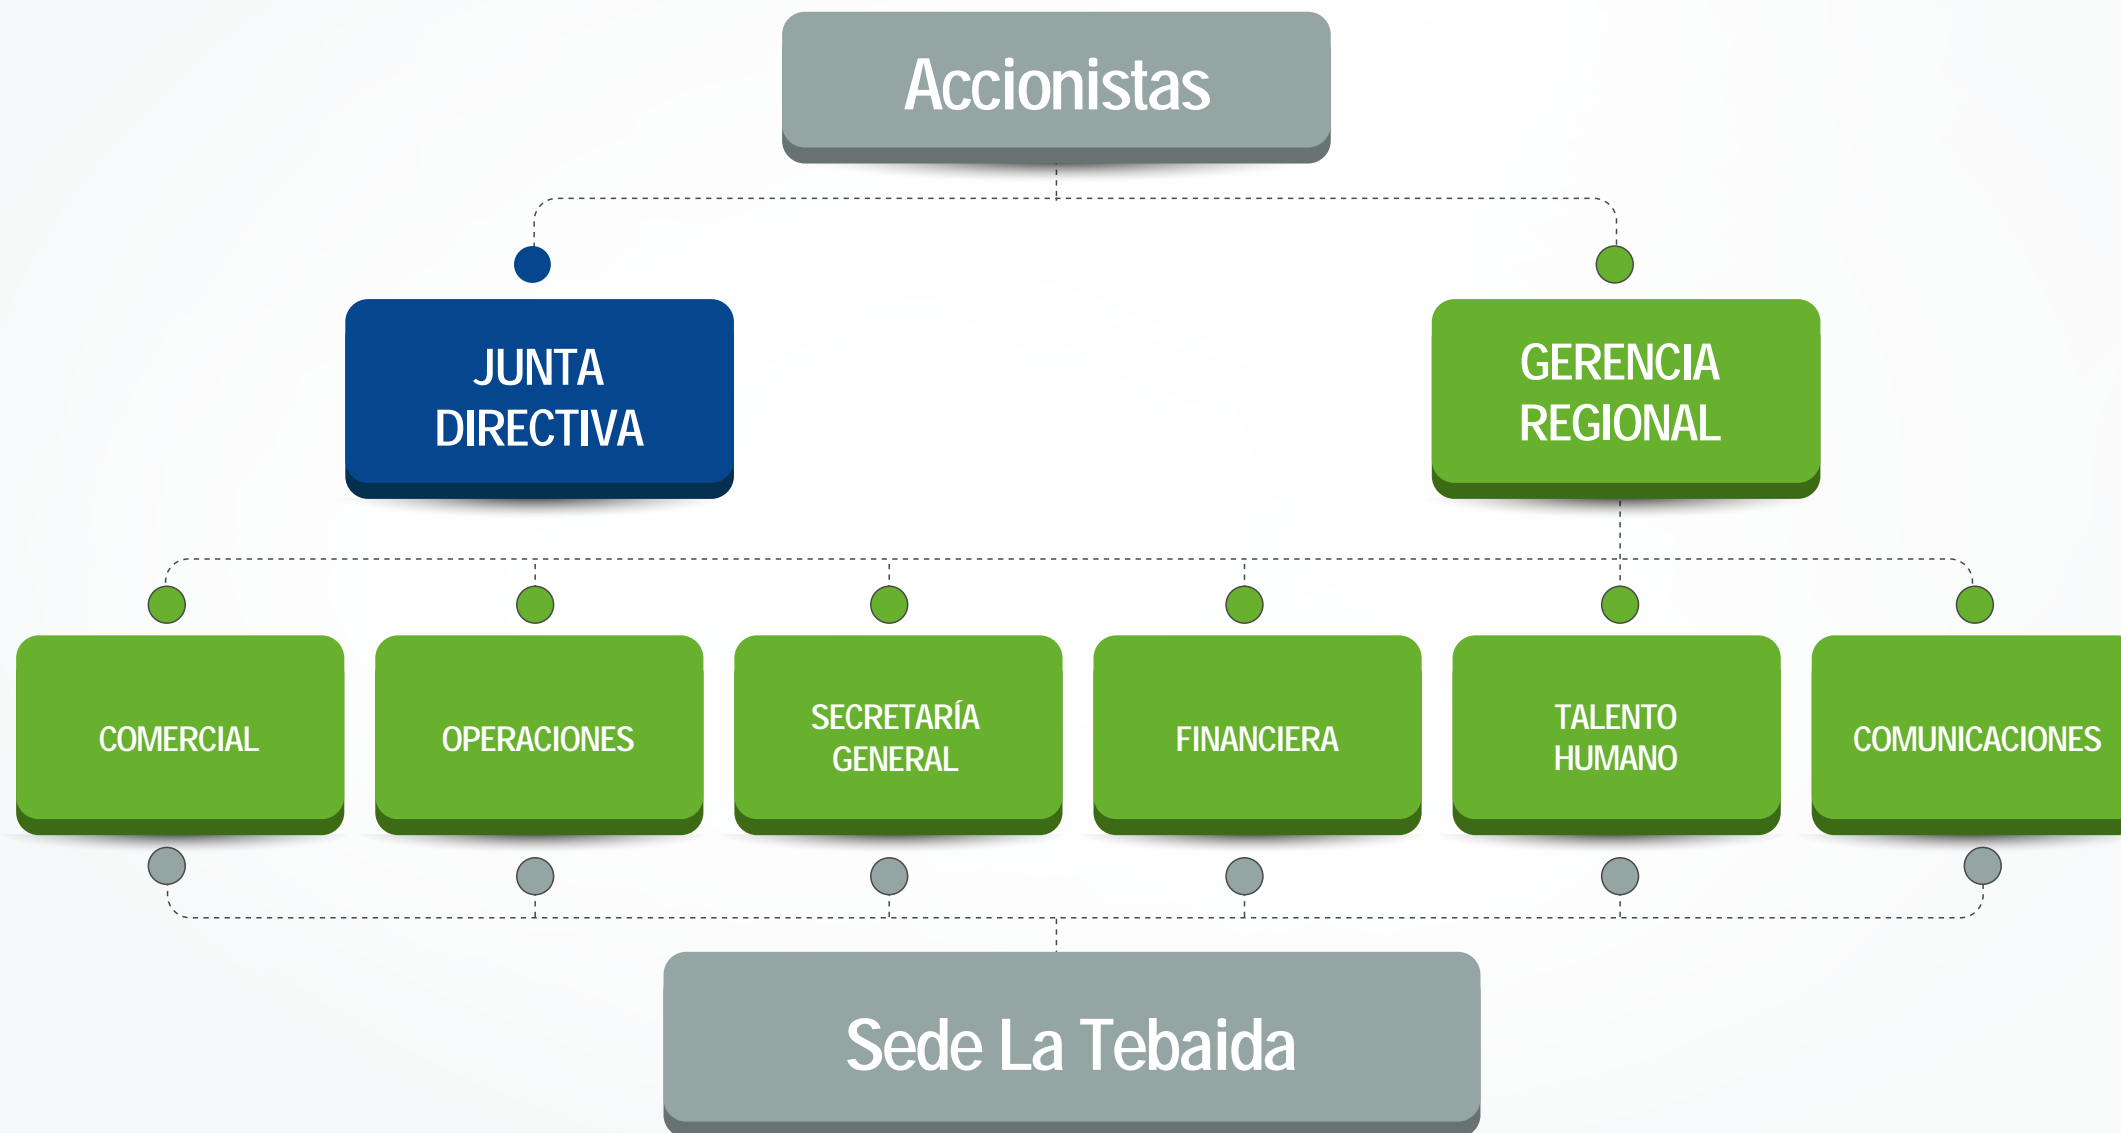 Accionistas
JUNTA
DIRECTIVA
GERENCIA
REGIONAL
COMERCIAL
OPERACIONES
SECRETARÍA
GENERAL
FINANCIERA
TALENTO
HUMANO
COMUNICACIONES
Sede La Tebaida